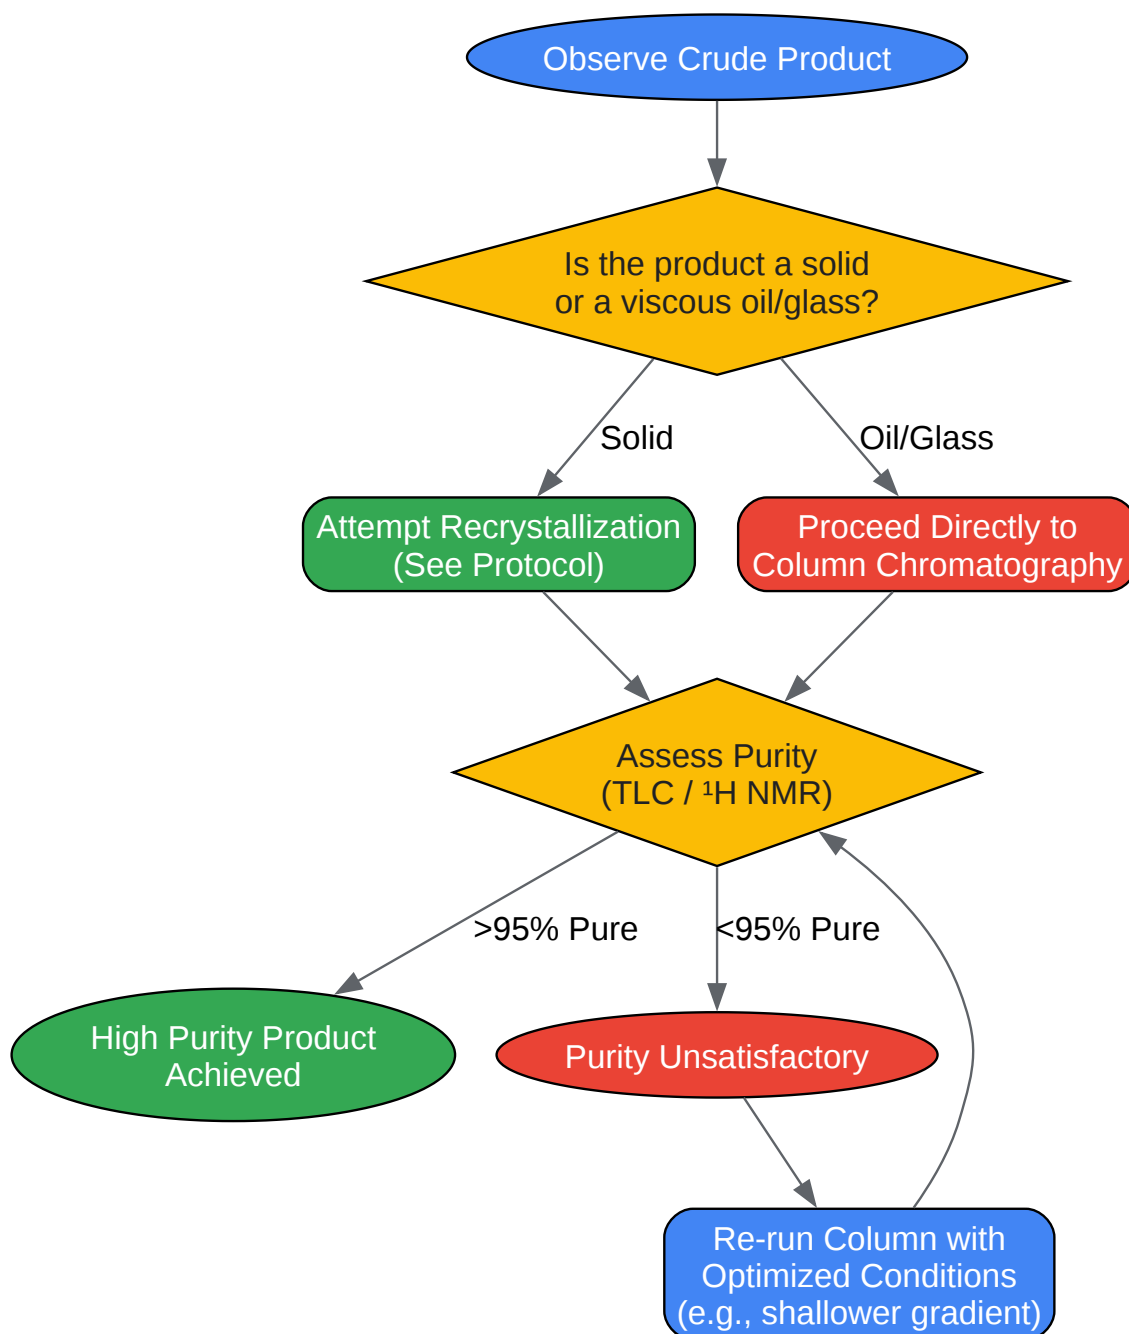 Observe Crude Product
Is the product a solid
or a viscous oil/glass?
Solid
Oil/Glass
Attempt Recrystallization
(See Protocol)
Proceed Directly to
Column Chromatography
Assess Purity
(TLC / ¹H NMR)
>95% Pure
<95% Pure
High Purity Product
Achieved
Purity Unsatisfactory
Re-run Column with
Optimized Conditions
(e.g., shallower gradient)